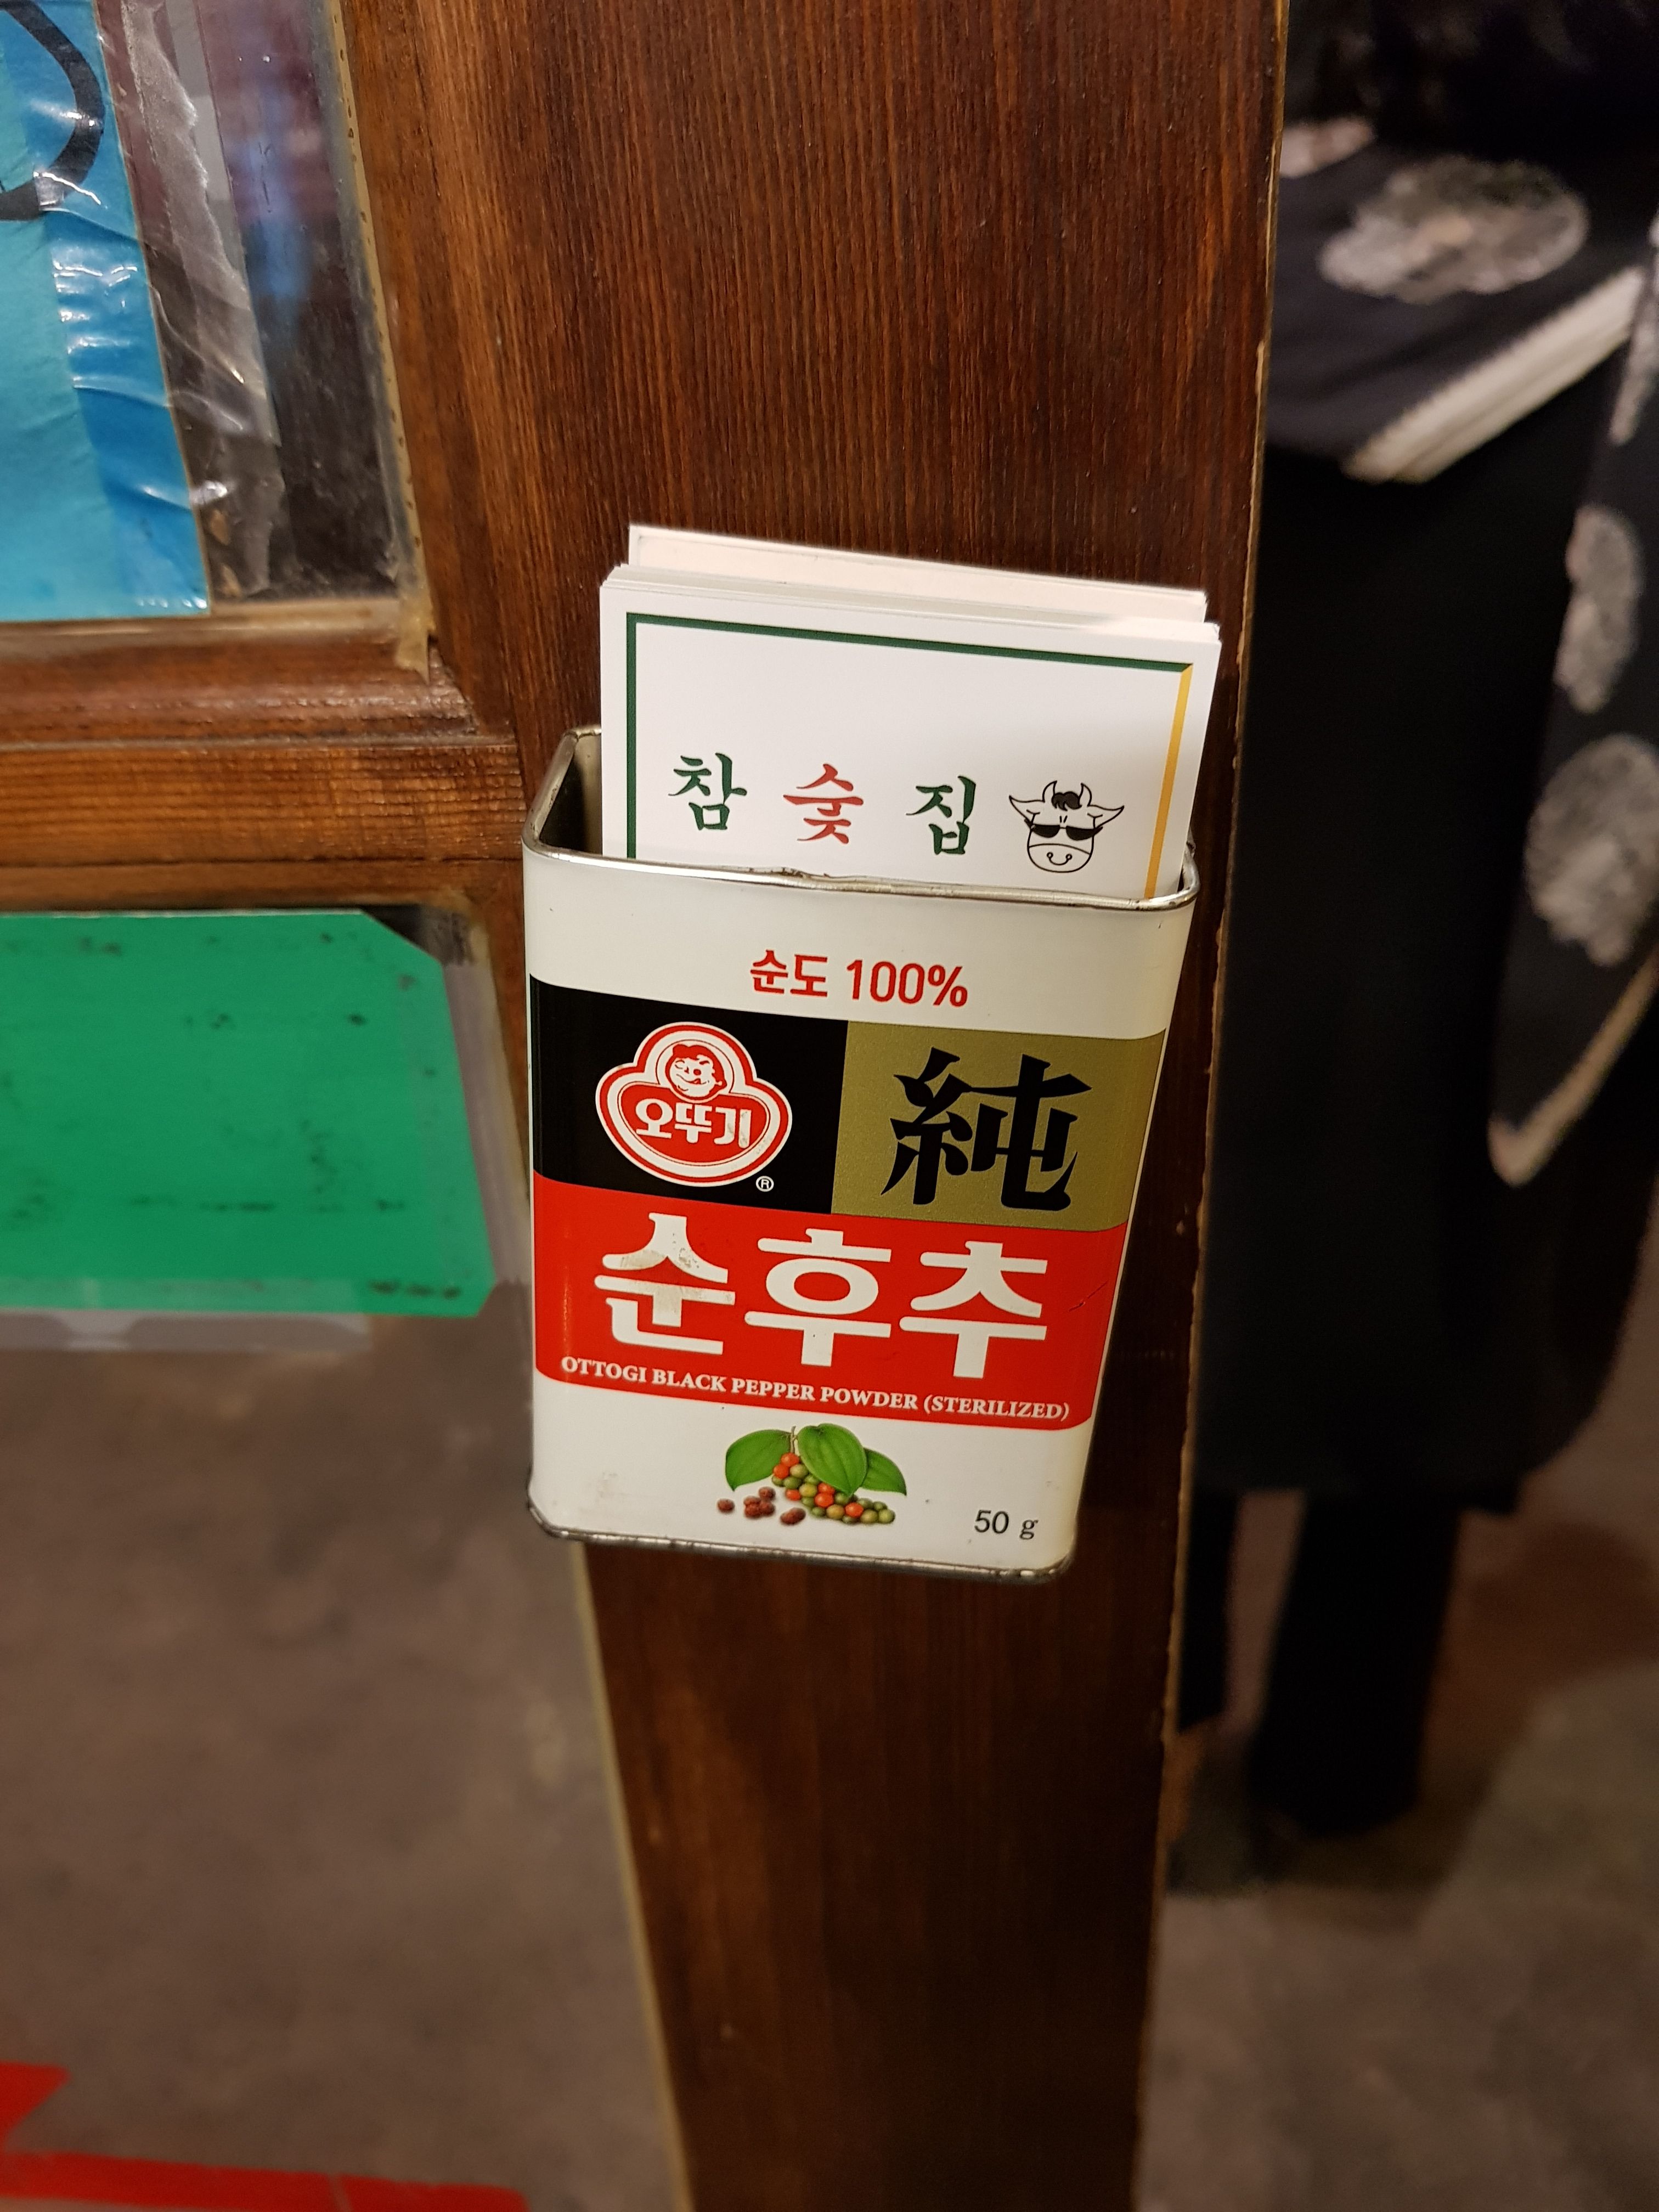 참 숯 집
순도 100%
오뚜기 ®
純
순후추
OTTOGI BLACK PEPPER POWDER (STERILIZED)
50 g